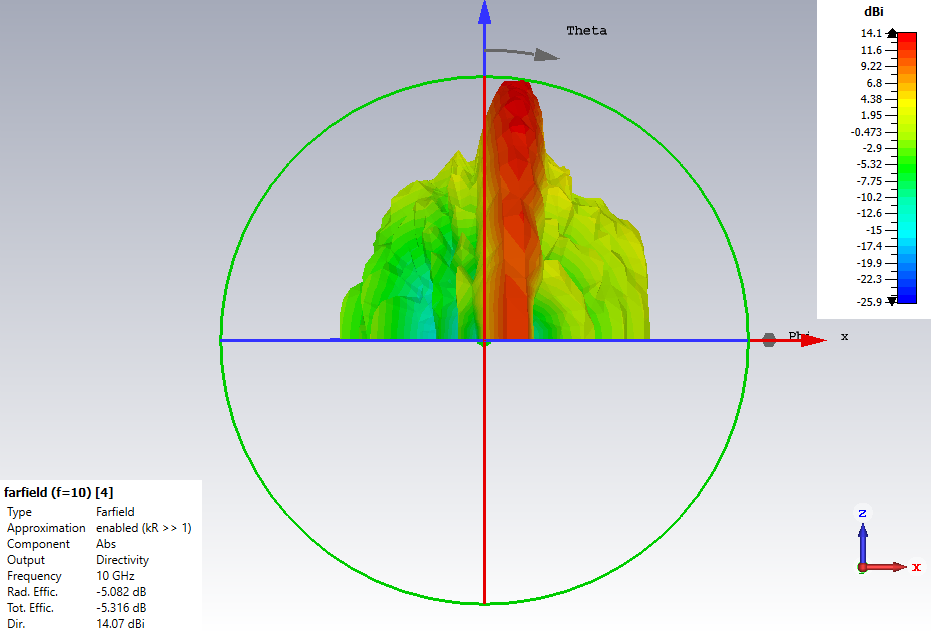 dBi
14.1
11.6
9.22
6.8
4.38
1.95
-0.473
-2.9
-5.32
-7.75
-10.2
-12.6
-15
-17.4
-19.9
-22.3
-25.9
Theta
Phi
x
farfield (f=10) [4]
Type Farfield
Approximation enabled (kR >> 1)
Component Abs
Output Directivity
Frequency 10 GHz
Rad. Effic. -5.082 dB
Tot. Effic. -5.316 dB
Dir. 14.07 dBi
z
x